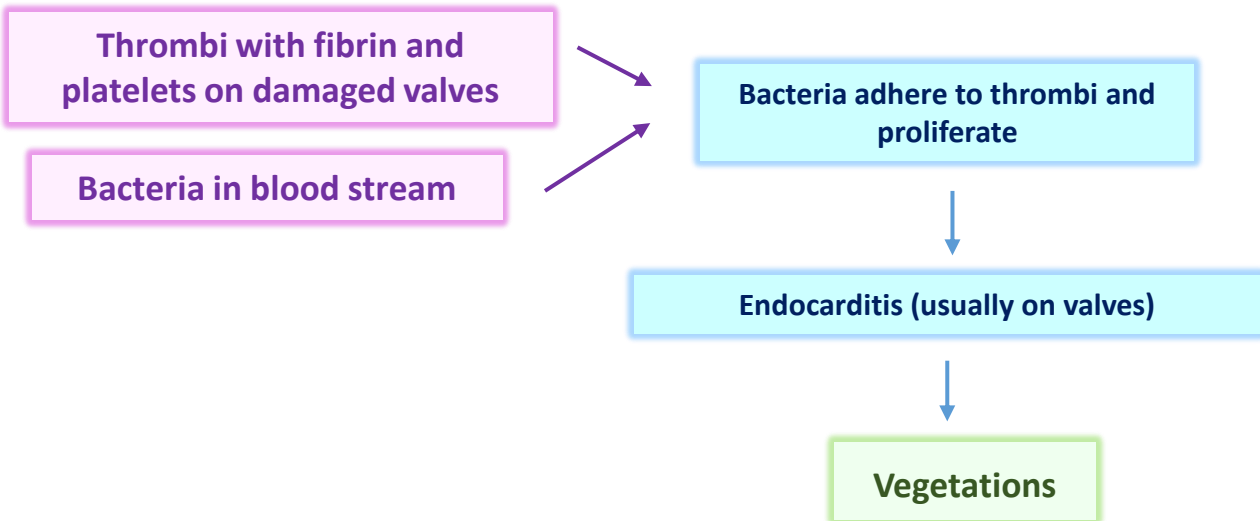 Thrombi with fibrin and
platelets on damaged valves
Bacteria in blood stream
Bacteria adhere to thrombi and
proliferate
Endocarditis (usually on valves)
Vegetations